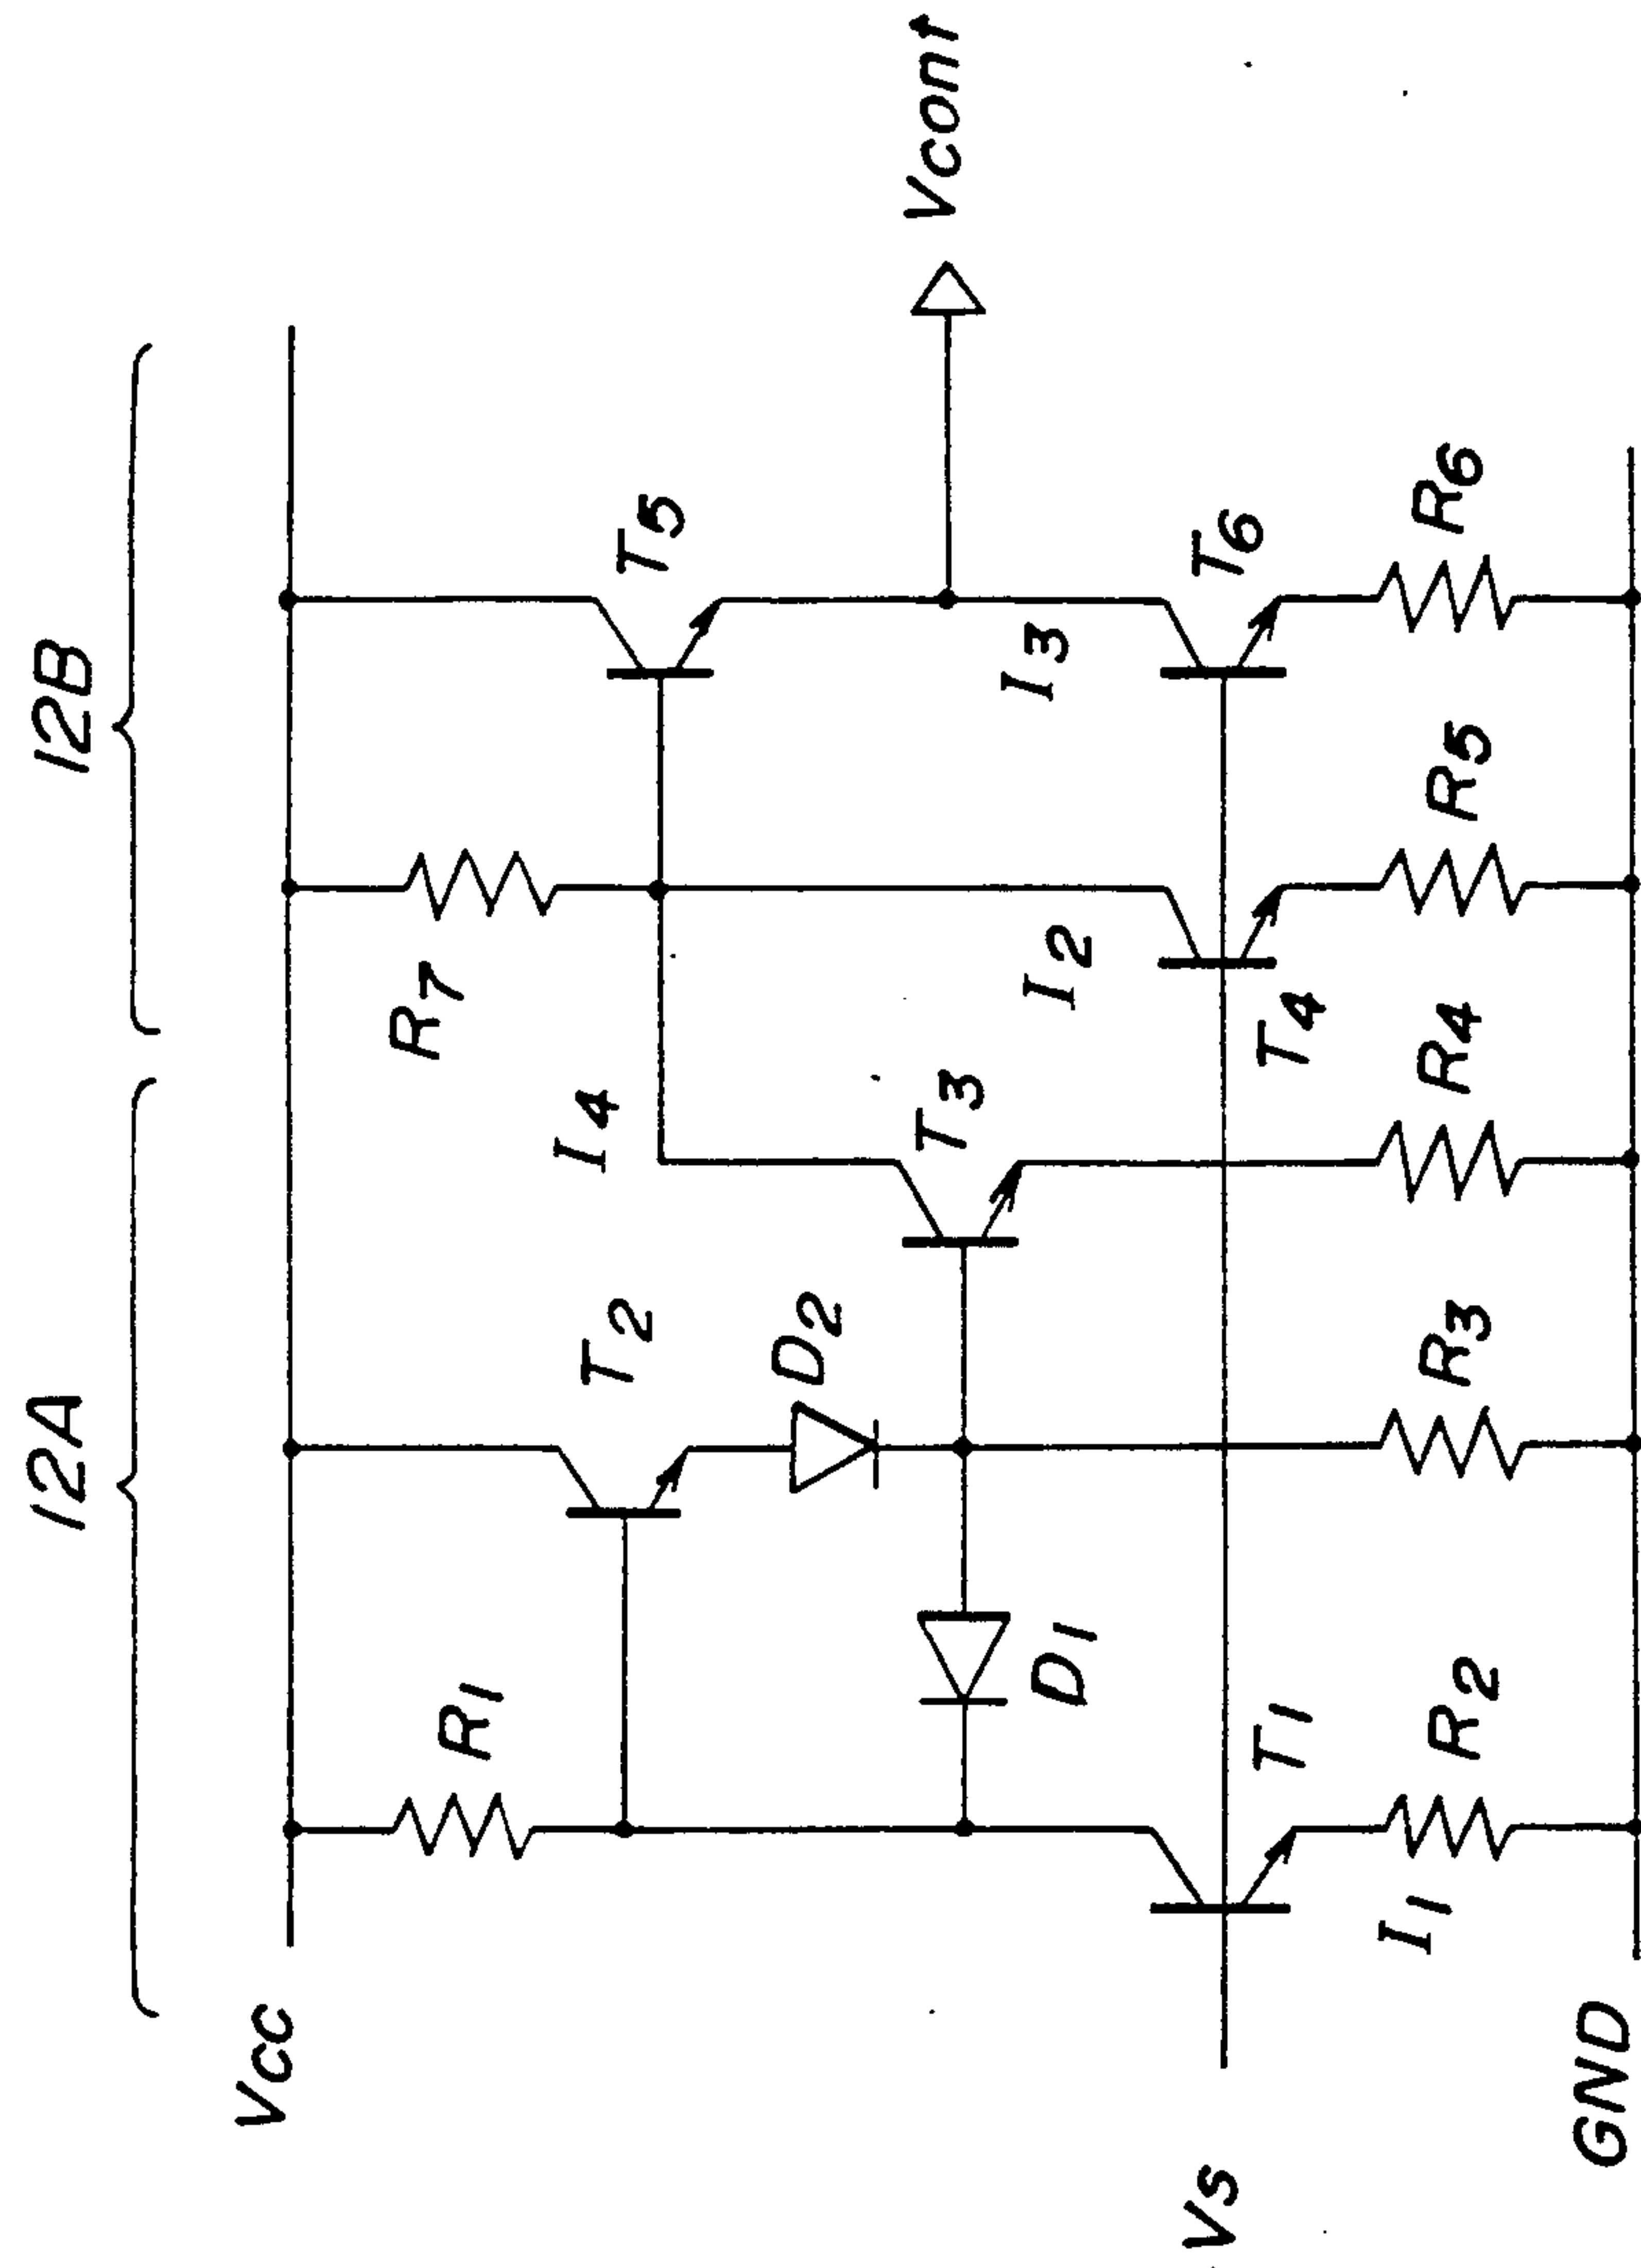 12A
12B
Vcc
R1
T2
I4
R7
T5
D2
D1
T3
Vcont
I2
I3
Vs
T1
T4
T6
I1
R2
R3
R4
R5
R6
GND